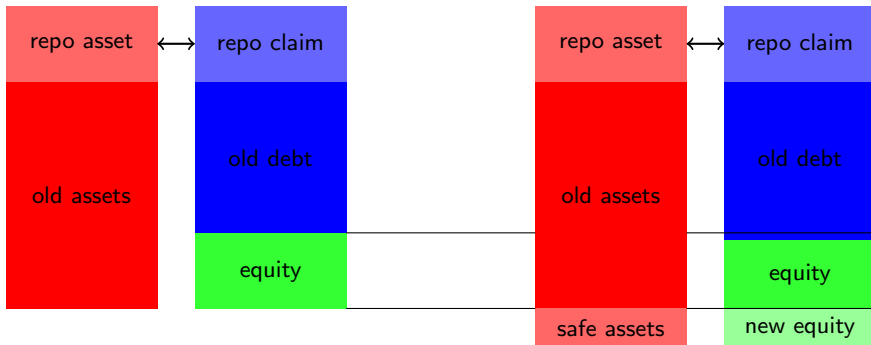 repo asset
repo claim
old assets
old debt
equity
repo asset
repo claim
old assets
old debt
equity
safe assets
new equity